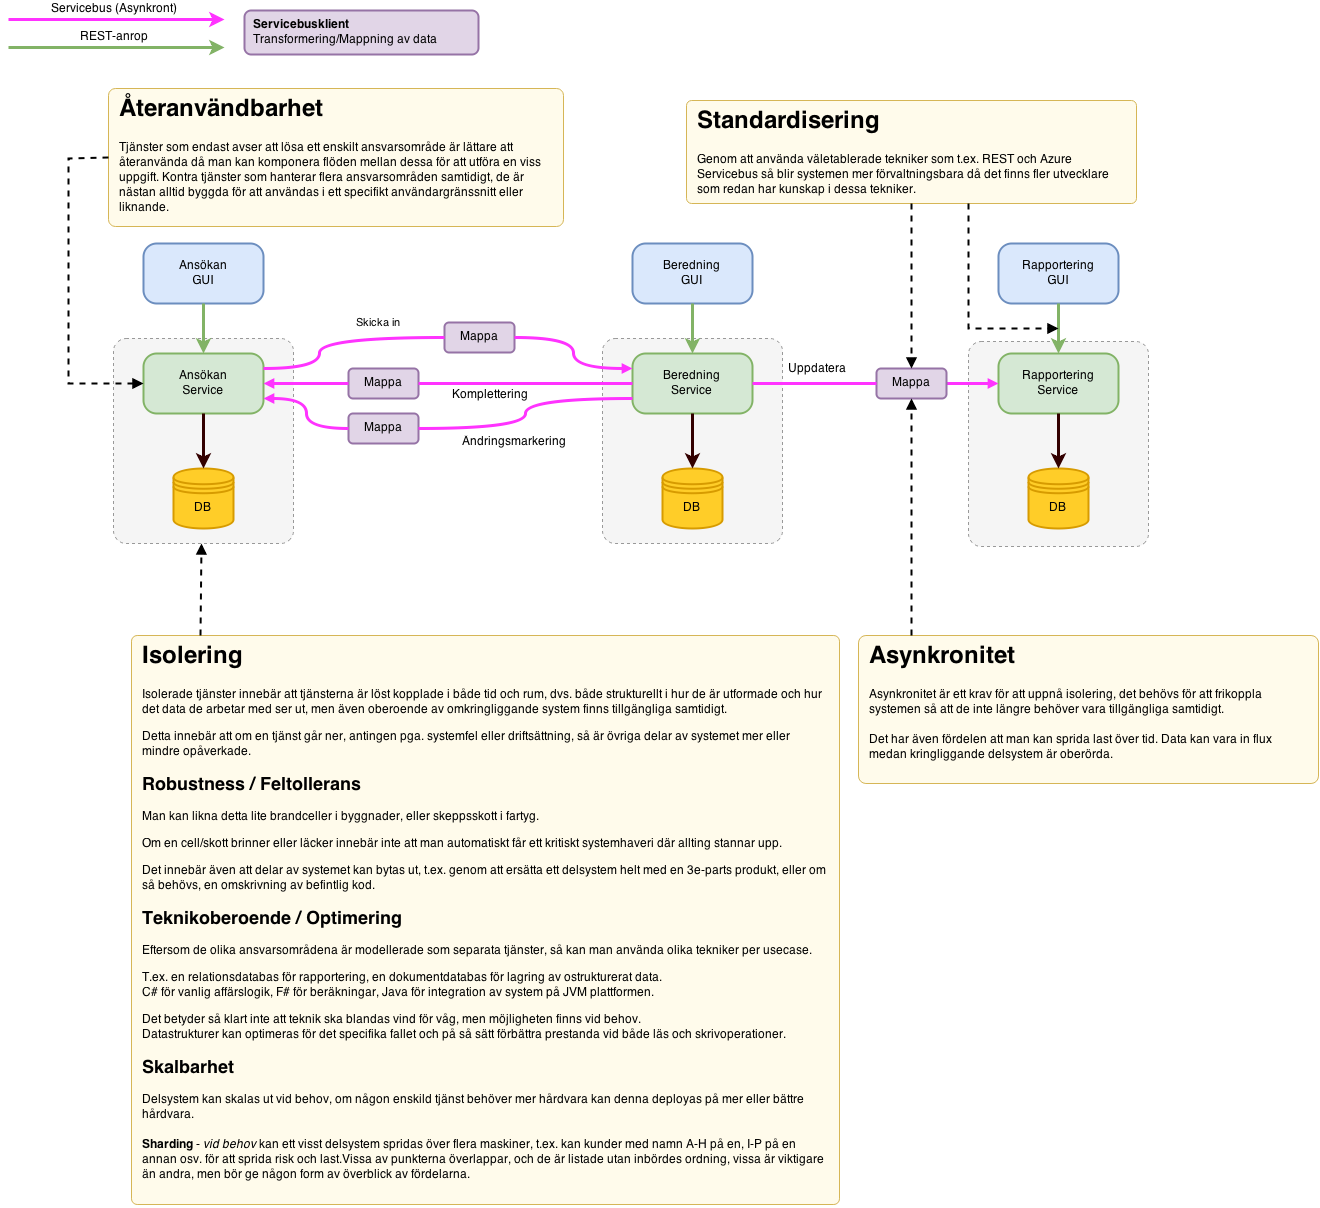 Servicebus (Asynkront)
REST-anrop
Servicebusklient
Transformering/Mappning av data
Återanvändbarhet
Tjänster som endast avser att lösa ett enskilt ansvarsområde är lättare att
återanvända då man kan komponera flöden mellan dessa för att utföra en viss
uppgift. Kontra tjänster som hanterar flera ansvarsområden samtidigt, de är
nästan alltid byggda för att användas i ett specifikt användargränssnitt eller
liknande.
Standardisering
Genom att använda väletablerade tekniker som t.ex. REST och Azure
Servicebus så blir systemen mer förvaltningsbara då det finns fler utvecklare
som redan har kunskap i dessa tekniker.
Ansökan
GUI
Beredning
GUI
Rapportering
GUI
Skicka in
Mappa
Ansökan
Service
Mappa
Komplettering
Beredning
Service
Uppdatera
Mappa
Rapportering
Service
Mappa
Andringsmarkering
DB
DB
DB
Isolering
Isolerade tjänster innebär att tjänsterna är löst kopplade i både tid och rum, dvs. både strukturellt i hur de är utformade och hur
det data de arbetar med ser ut, men även oberoende av omkringliggande system finns tillgängliga samtidigt.
Detta innebär att om en tjänst går ner, antingen pga. systemfel eller driftsättning, så är övriga delar av systemet mer eller
mindre opåverkade.
Robustness / Feltollerans
Man kan likna detta lite brandceller i byggnader, eller skeppsskott i fartyg.
Om en cell/skott brinner eller läcker innebär inte att man automatiskt får ett kritiskt systemhaveri där allting stannar upp.
Det innebär även att delar av systemet kan bytas ut, t.ex. genom att ersätta ett delsystem helt med en 3e-parts produkt, eller om
så behövs, en omskrivning av befintlig kod.
Teknikoberoende / Optimering
Eftersom de olika ansvarsområdena är modellerade som separata tjänster, så kan man använda olika tekniker per usecase.
T.ex. en relationsdatabas för rapportering, en dokumentdatabas för lagring av ostrukturerat data.
C# för vanlig affärslogik, F# för beräkningar, Java för integration av system på JVM plattformen.
Det betyder så klart inte att teknik ska blandas vind för våg, men möjligheten finns vid behov.
Datastrukturer kan optimeras för det specifika fallet och på så sätt förbättra prestanda vid både läs och skrivoperationer.
Skalbarhet
Delsystem kan skalas ut vid behov, om någon enskild tjänst behöver mer hårdvara kan denna deployas på mer eller bättre
hårdvara.
Sharding - vid behov kan ett visst delsystem spridas över flera maskiner, t.ex. kan kunder med namn A-H på en, I-P på en
annan osv. för att sprida risk och last.Vissa av punkterna överlappar, och de är listade utan inbördes ordning, vissa är viktigare
än andra, men bör ge någon form av överblick av fördelarna.
Asynkronitet
Asynkronitet är ett krav för att uppnå isolering, det behövs för att frikoppla
systemen så att de inte längre behöver vara tillgängliga samtidigt.
Det har även fördelen att man kan sprida last över tid. Data kan vara in flux
medan kringliggande delsystem är oberörda.